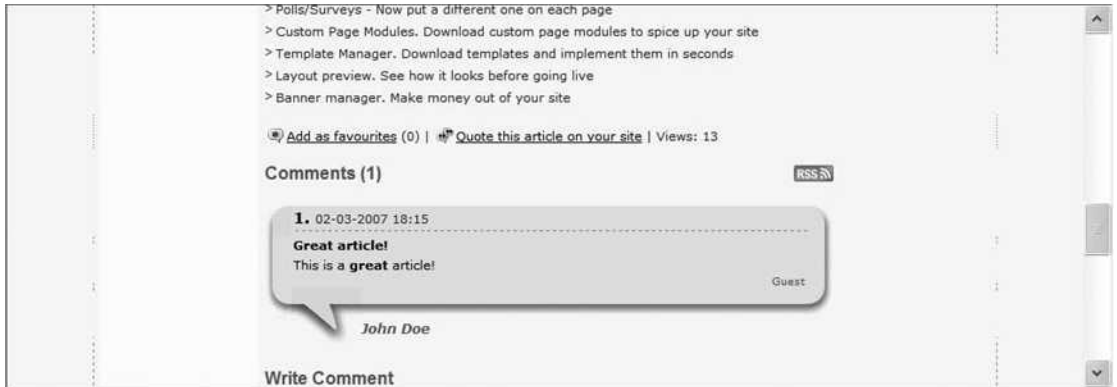 > Polls/Surveys - Now put a different one on each page
> Custom Page Modules. Download custom page modules to spice up your site
> Template Manager. Download templates and implement them in seconds
> Layout preview. See how it looks before going live
> Banner manager. Make money out of your site
Add as favourites (0) | Quote this article on your site | Views: 13
Comments (1) RSS
1. 02-03-2007 18:15
Great article!
This is a great article!
Guest
John Doe
Write Comment